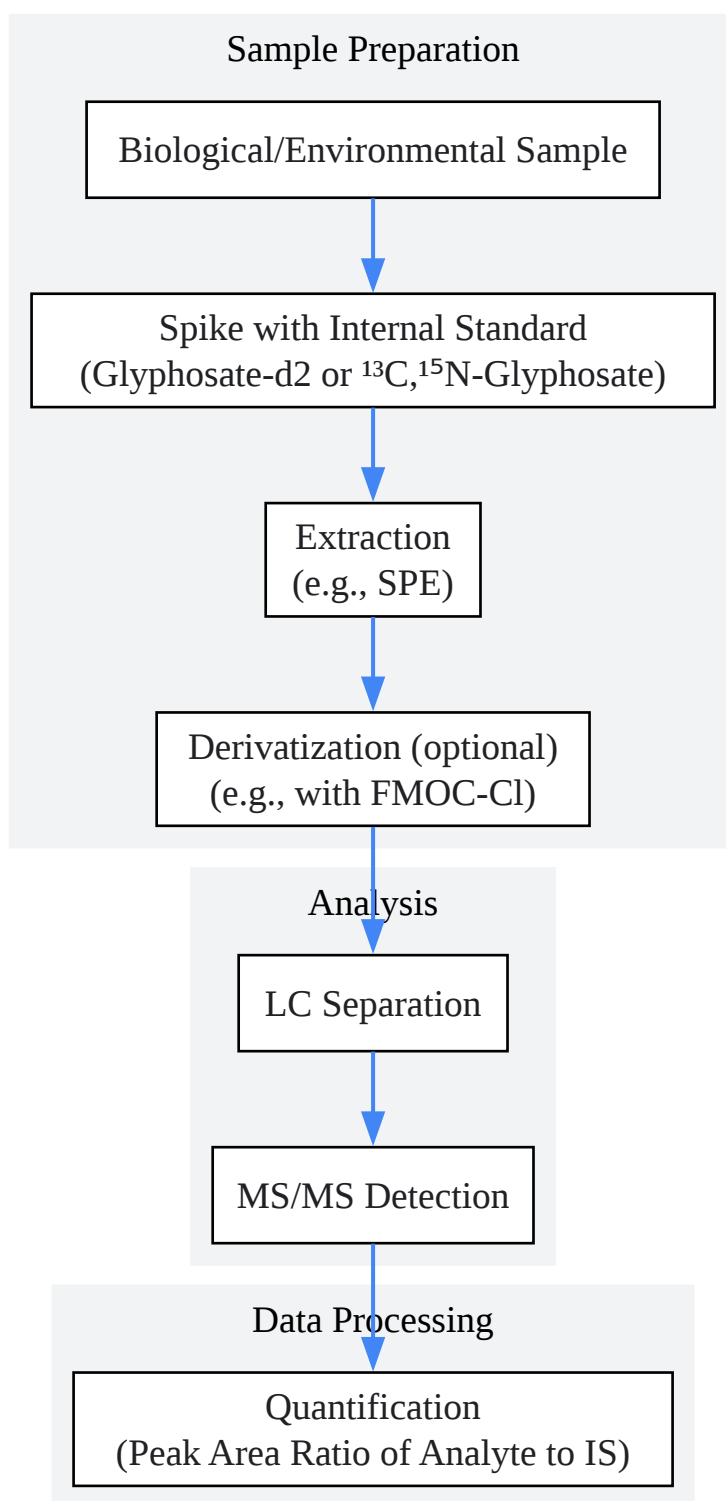 Sample Preparation
Biological/Environmental Sample
Spike with Internal Standard
(Glyphosate-d2 or ¹³C,¹⁵N-Glyphosate)
Extraction
(e.g., SPE)
Derivatization (optional)
(e.g., with FMOC-Cl)
Analysis
LC Separation
MS/MS Detection
Data Processing
Quantification
(Peak Area Ratio of Analyte to IS)